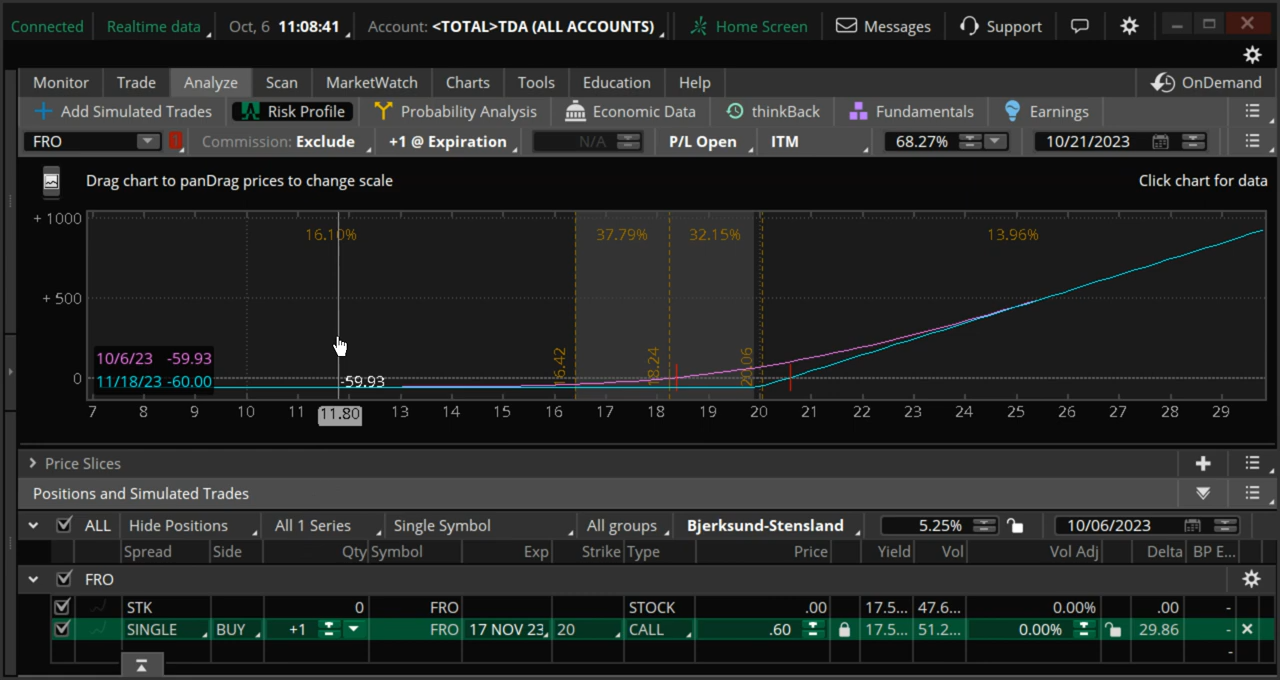 Connected Realtime data Oct, 6 11:08:41 Account: <TOTAL>TDA (ALL ACCOUNTS) Home Screen Messages Support
Monitor Trade Analyze Scan MarketWatch Charts Tools Education Help OnDemand
Add Simulated Trades Risk Profile Probability Analysis Economic Data thinkBack Fundamentals Earnings
FRO Commission: Exclude +1 @ Expiration N/A P/L Open ITM 68.27% 10/21/2023
Drag chart to panDrag prices to change scale Click chart for data
+ 1000
16.10% 37.79% 32.15% 13.96%
+ 500
16.42 18.24 20.06
10/6/23 -59.93
0
11/18/23 -60.00 -59.93
7 8 9 10 11 11.80 13 14 15 16 17 18 19 20 21 22 23 24 25 26 27 28 29
Price Slices
Positions and Simulated Trades
ALL Hide Positions All 1 Series Single Symbol All groups Bjerksund-Stensland 5.25% 10/06/2023
Spread Side Qty Symbol Exp Strike Type Price Yield Vol Vol Adj Delta BP E...
FRO
STK 0 FRO STOCK .00 17.5... 47.6... 0.00% .00 -
SINGLE BUY +1 FRO 17 NOV 23 20 CALL .60 17.5... 51.2... 0.00% 29.86 -
-